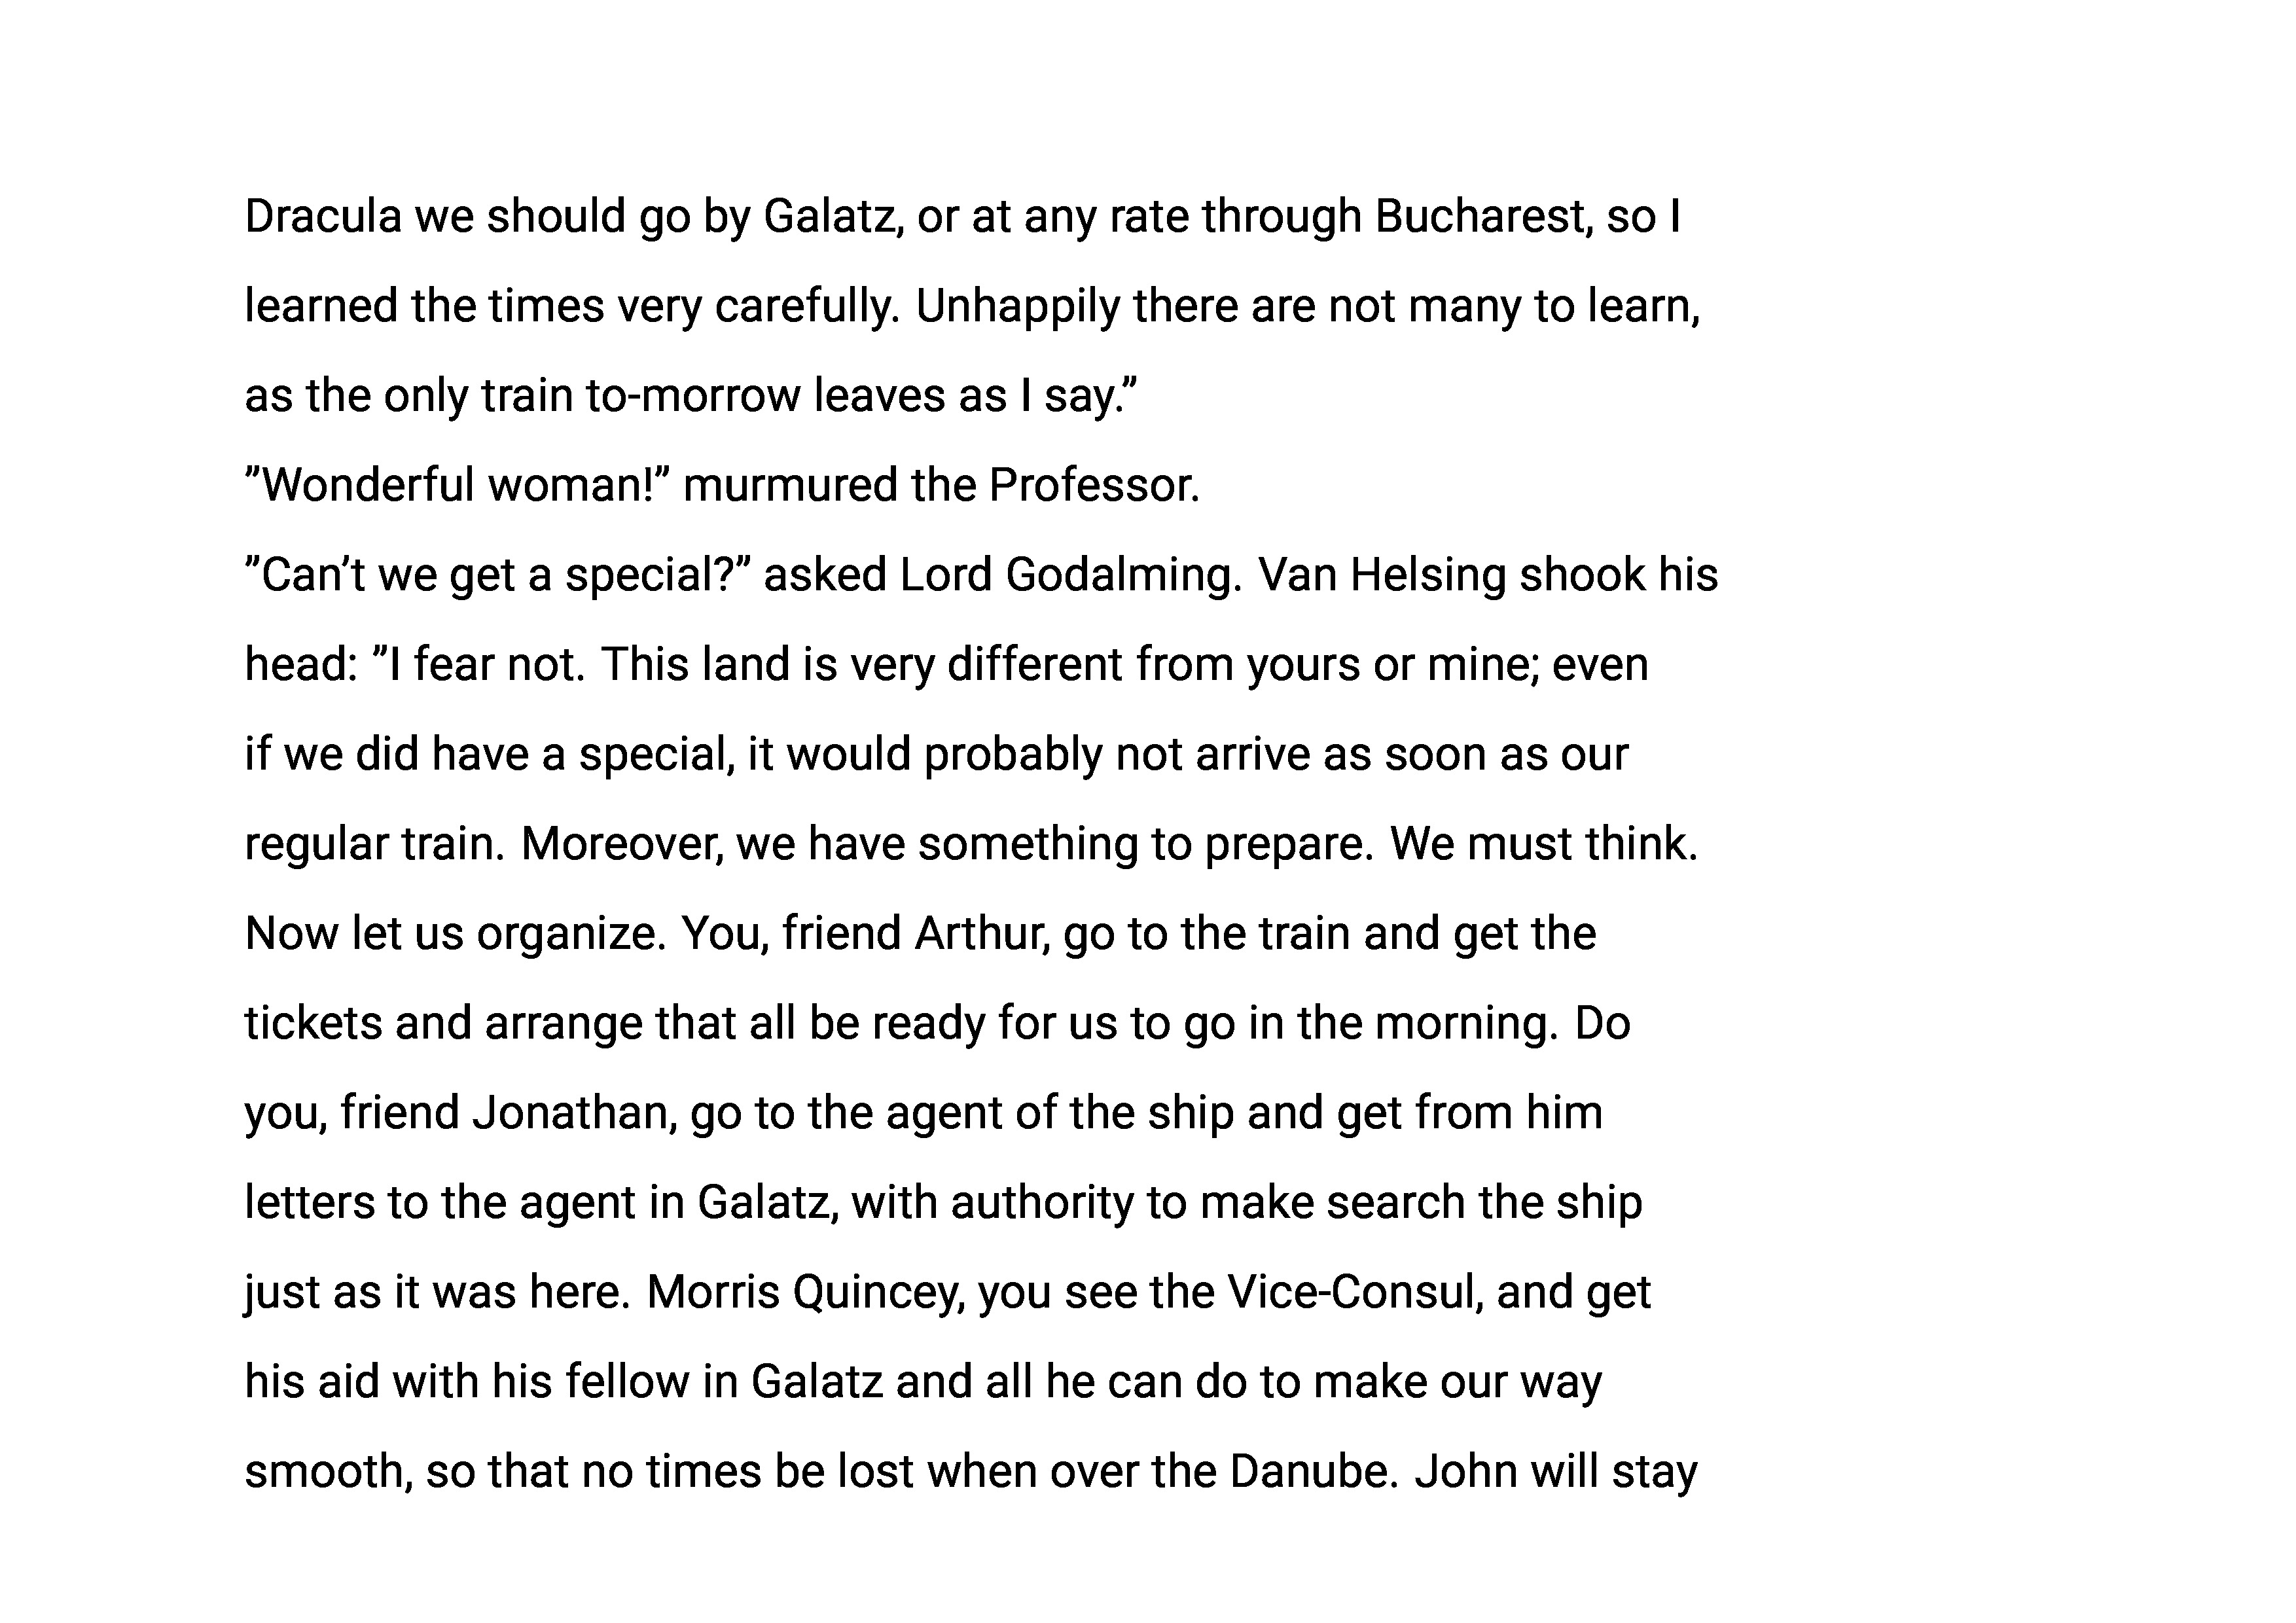 Dracula we should go by Galatz, or at any rate through Bucharest, so I
learned the times very carefully. Unhappily there are not many to learn,
as the only train to-morrow leaves as I say.”
”Wonderful woman!” murmured the Professor.
”Can’t we get a special?” asked Lord Godalming. Van Helsing shook his
head: ”I fear not. This land is very different from yours or mine; even
if we did have a special, it would probably not arrive as soon as our
regular train. Moreover, we have something to prepare. We must think.
Now let us organize. You, friend Arthur, go to the train and get the
tickets and arrange that all be ready for us to go in the morning. Do
you, friend Jonathan, go to the agent of the ship and get from him
letters to the agent in Galatz, with authority to make search the ship
just as it was here. Morris Quincey, you see the Vice-Consul, and get
his aid with his fellow in Galatz and all he can do to make our way
smooth, so that no times be lost when over the Danube. John will stay